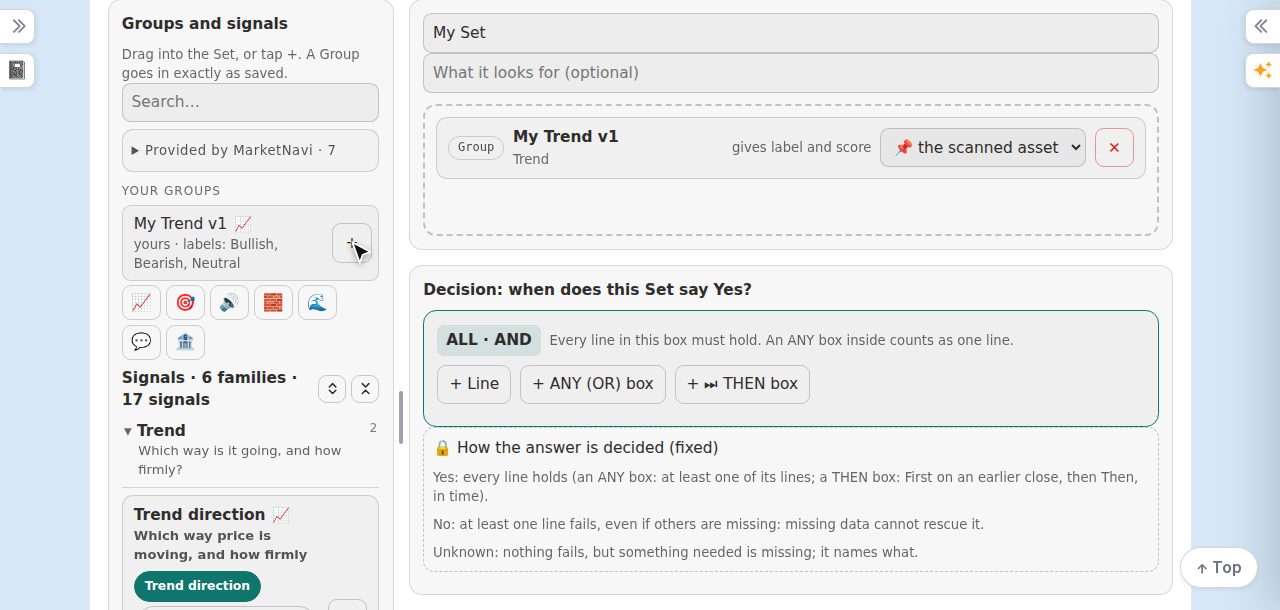 Groups and signals
Drag into the Set, or tap +. A Group
goes in exactly as saved.
Search…
▶ Provided by MarketNavi · 7
YOUR GROUPS
My Trend v1 📈
yours · labels: Bullish,
Bearish, Neutral
+
Signals · 6 families ·
17 signals
▼ Trend 2
Which way is it going, and how
firmly?
Trend direction 📈
Which way price is
moving, and how firmly
Trend direction
My Set
What it looks for (optional)
Group
My Trend v1
Trend
gives label and score
📌 the scanned asset
✕
Decision: when does this Set say Yes?
ALL · AND Every line in this box must hold. An ANY box inside counts as one line.
+ Line + ANY (OR) box + ⏭ THEN box
🔒 How the answer is decided (fixed)
Yes: every line holds (an ANY box: at least one of its lines; a THEN box: First on an earlier close, then Then,
in time).
No: at least one line fails, even if others are missing: missing data cannot rescue it.
Unknown: nothing fails, but something needed is missing; it names what.
↑ Top